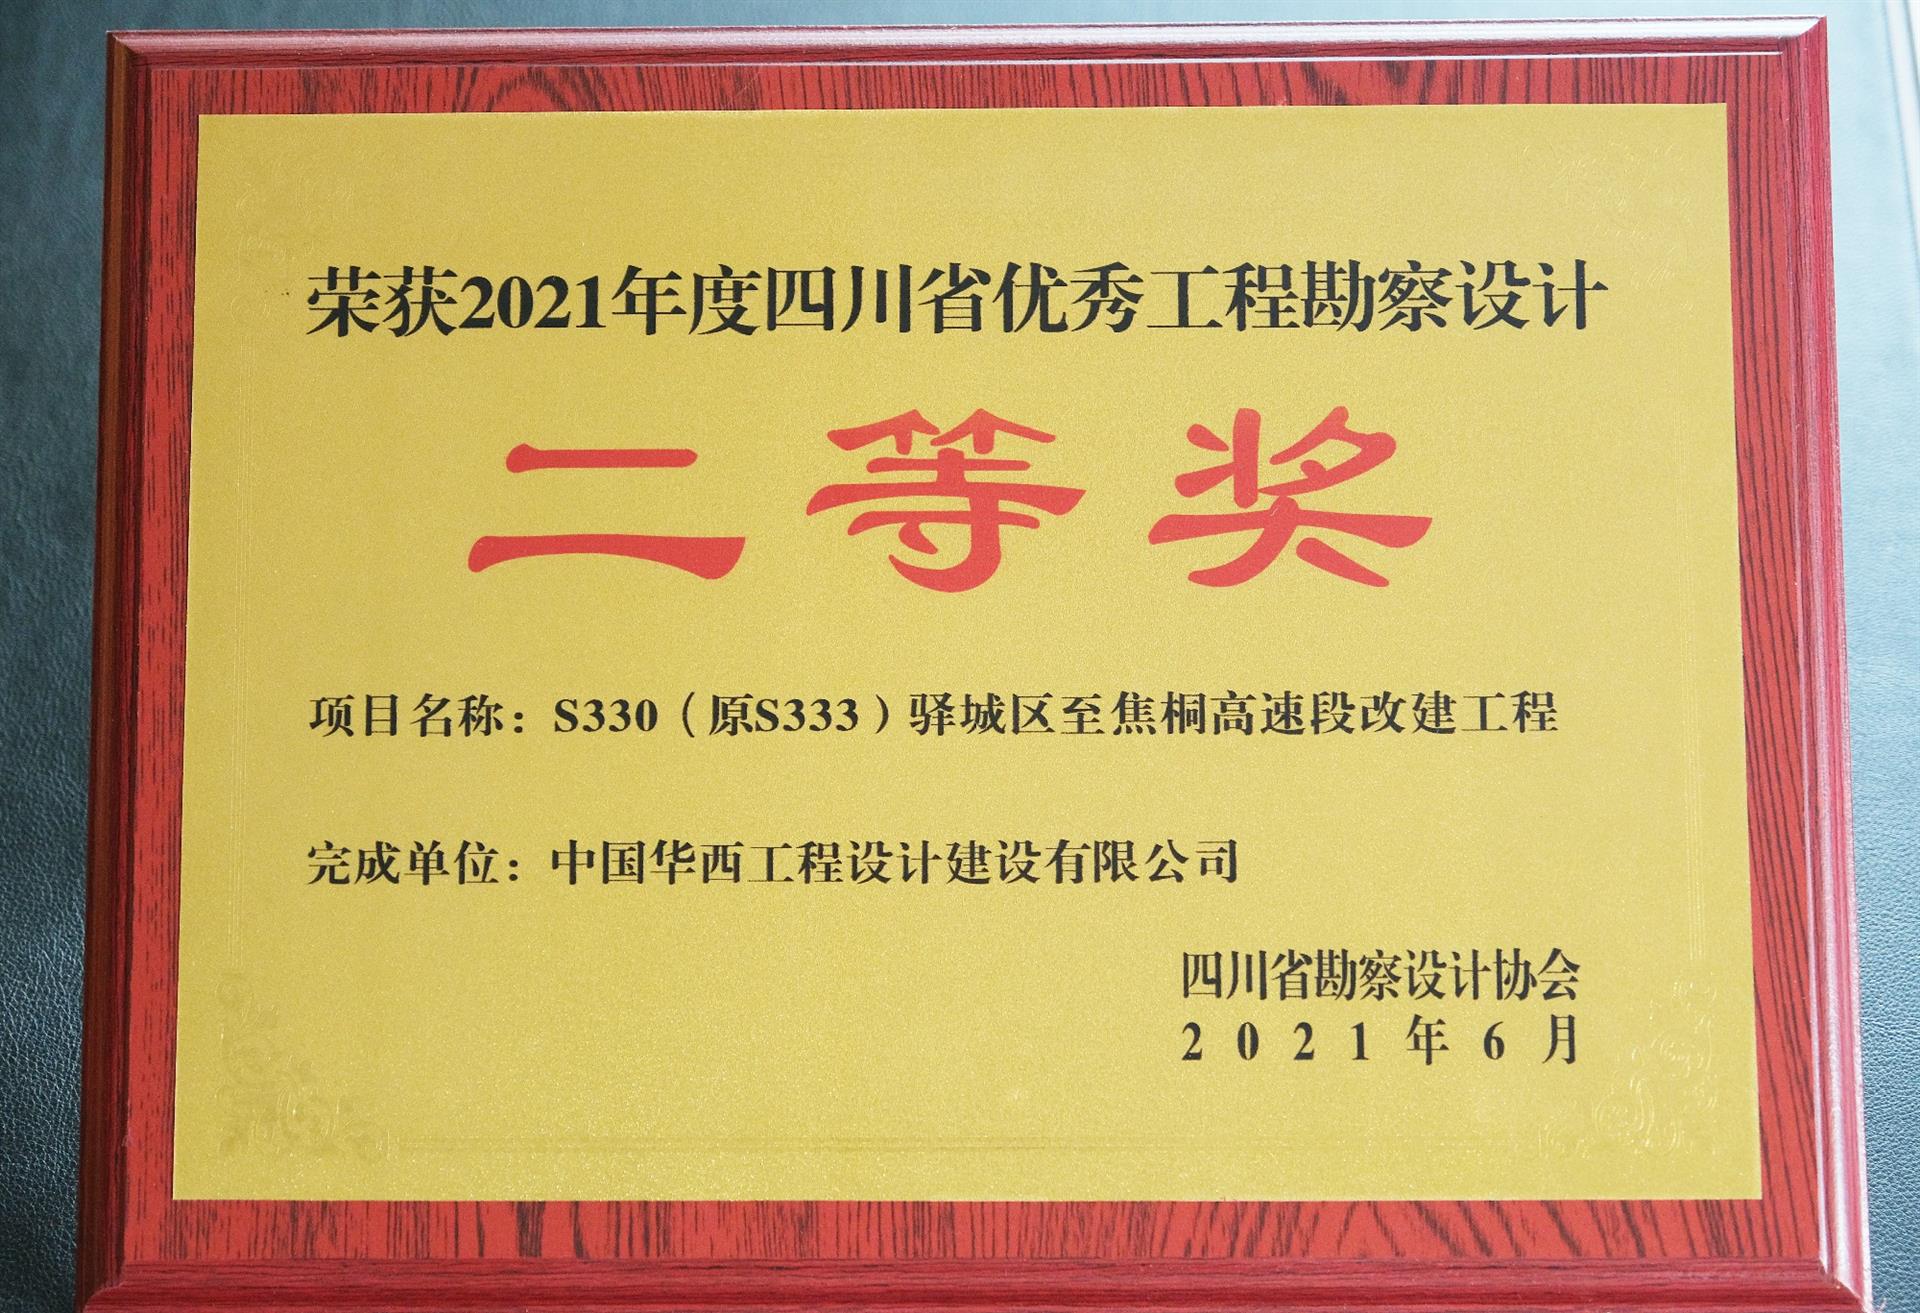 荣获2021年度四川省优秀工程勘察设计
二等奖
项目名称：S330（原S333）驿城区至焦桐高速段改建工程
完成单位：中国华西工程设计建设有限公司
四川省勘察设计协会
2021年6月